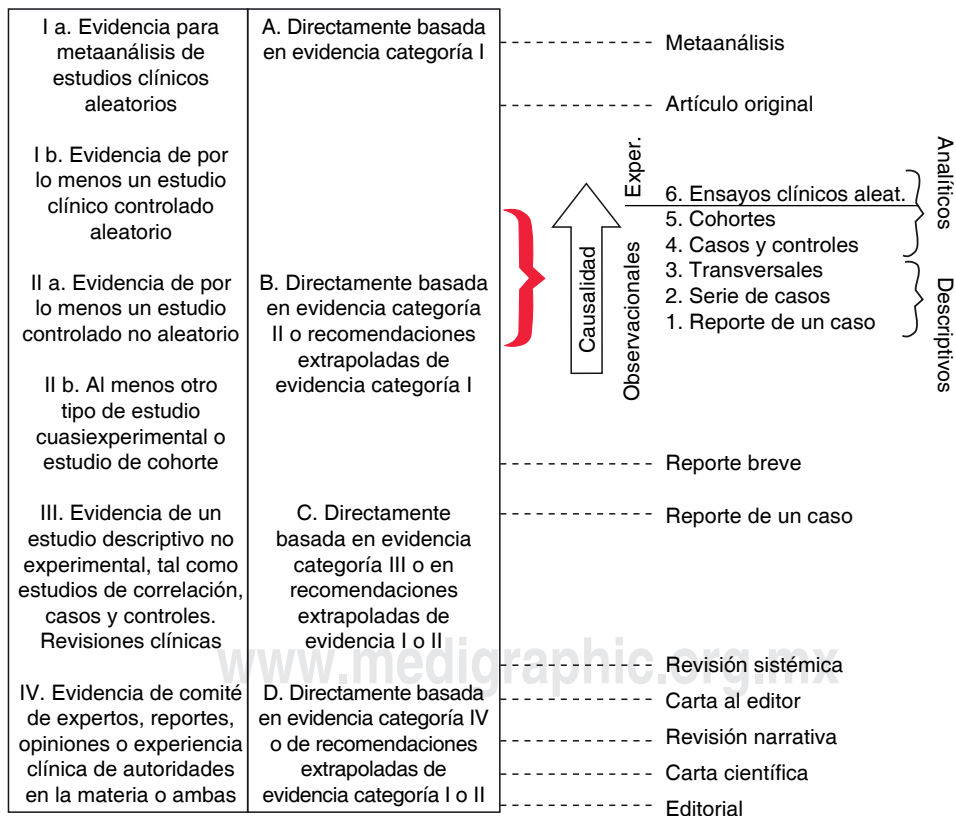 I a. Evidencia para
metaanálisis de
estudios clínicos
aleatorios
I b. Evidencia de por
lo menos un estudio
clínico controlado
aleatorio
II a. Evidencia de por
lo menos un estudio
controlado no aleatorio
II b. Al menos otro
tipo de estudio
cuasiexperimental o
estudio de cohorte
III. Evidencia de un
estudio descriptivo no
experimental, tal como
estudios de correlación,
casos y controles.
Revisiones clínicas
IV. Evidencia de comité
de expertos, reportes,
opiniones o experiencia
clínica de autoridades
en la materia o ambas
A. Directamente basada
en evidencia categoría I
B. Directamente basada
en evidencia categoría
II o recomendaciones
extrapoladas de
evidencia categoría I
C. Directamente
basada en evidencia
categoría III o en
recomendaciones
extrapoladas de
evidencia I o II
D. Directamente basada
en evidencia categoría IV
o de recomendaciones
extrapoladas de
evidencia categoría I o II
Metaanálisis
Artículo original
Causalidad
Exper.
Observacionales
6. Ensayos clínicos aleat.
5. Cohortes
4. Casos y controles
3. Transversales
2. Serie de casos
1. Reporte de un caso
Analíticos
Descriptivos
Reporte breve
Reporte de un caso
Revisión sistémica
Carta al editor
Revisión narrativa
Carta científica
Editorial
www.medigraphic.org.mx